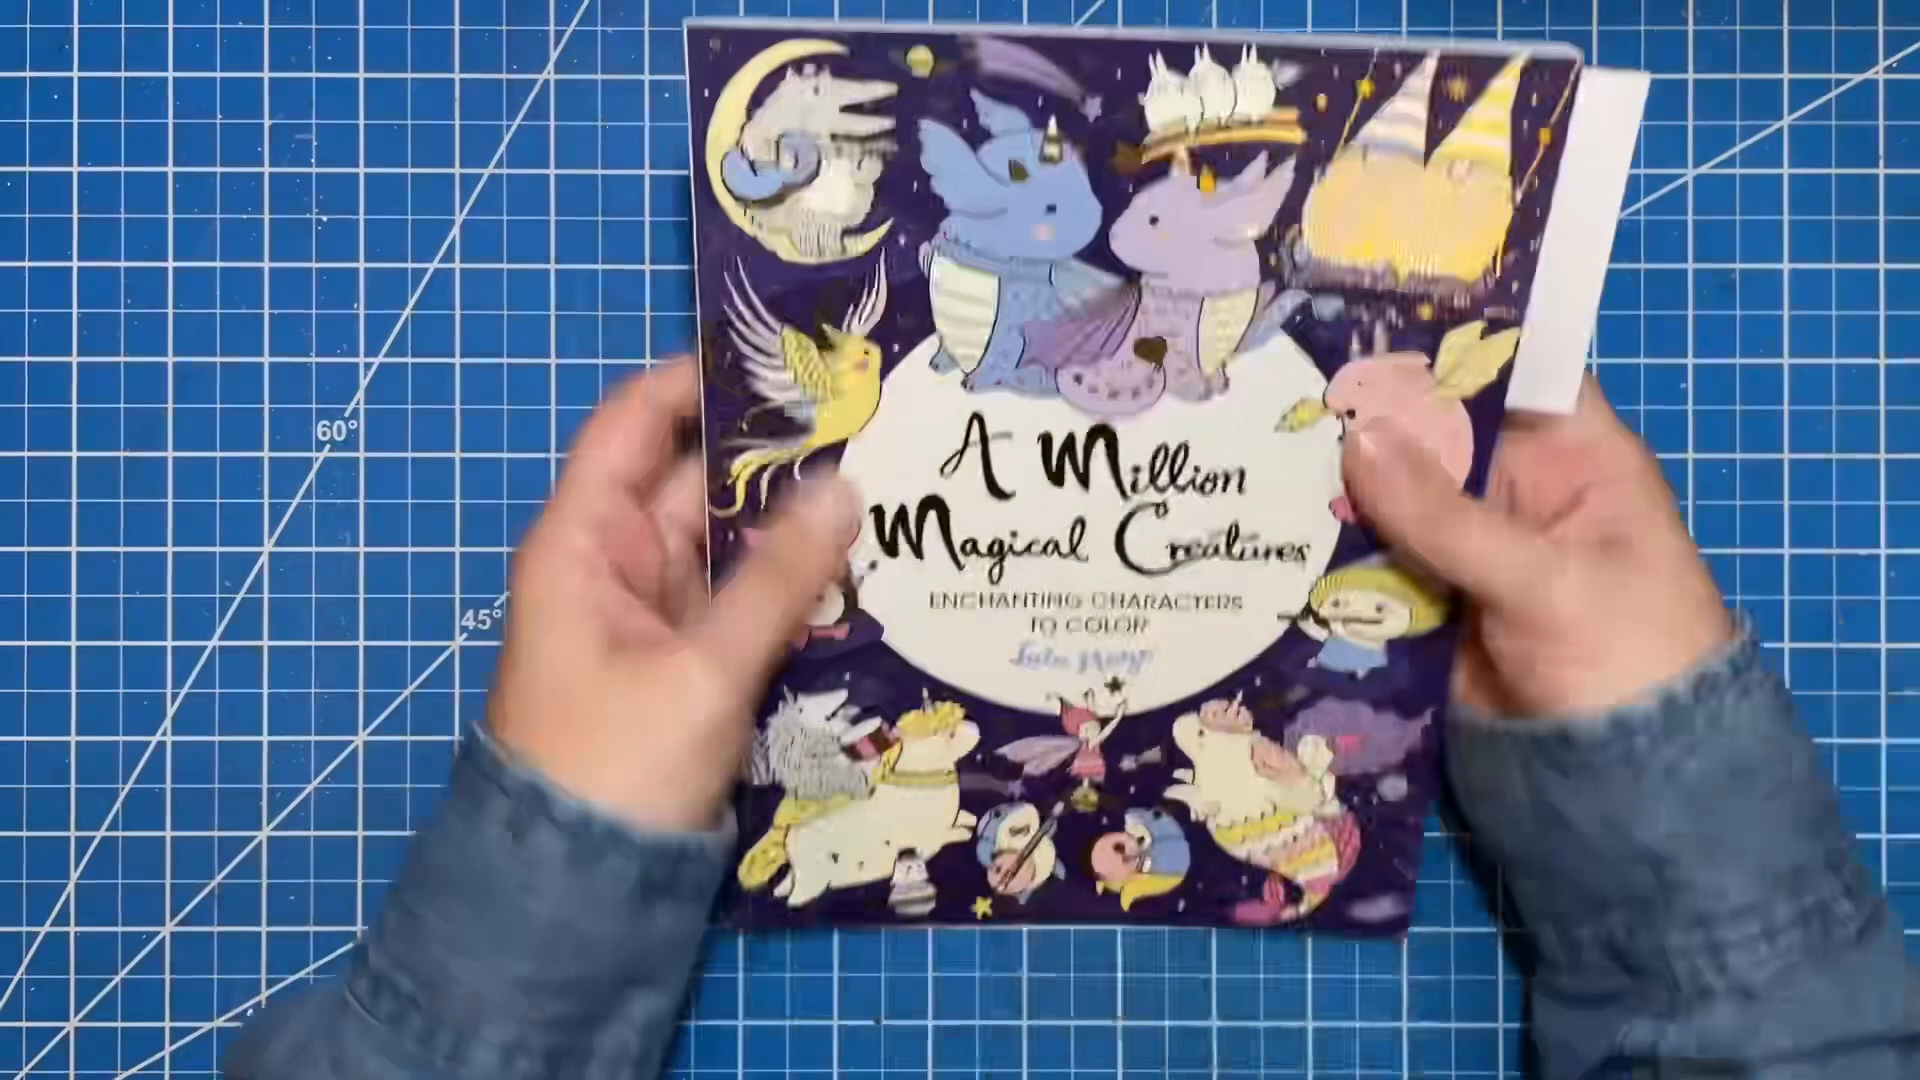 A Million
Magical Creatures
ENCHANTING CHARACTERS
TO COLOR
60°
45°